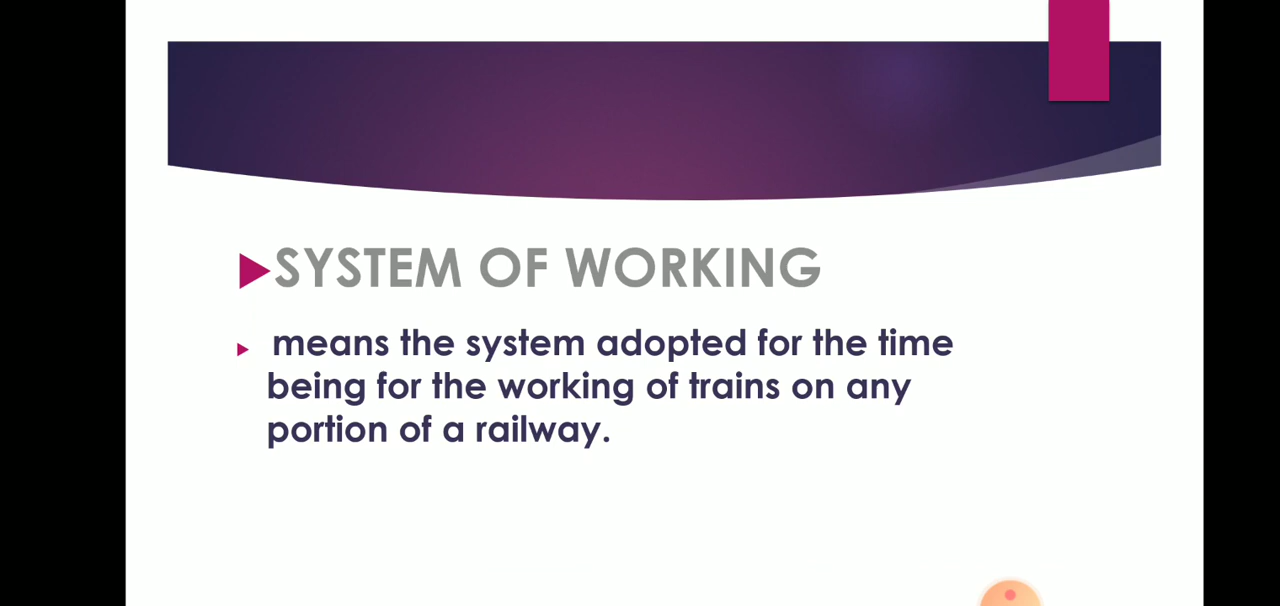 SYSTEM OF WORKING
means the system adopted for the time
being for the working of trains on any
portion of a railway.